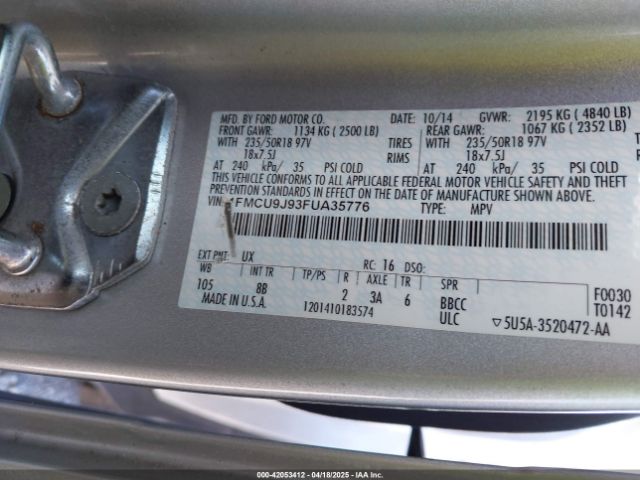 MFD. BY FORD MOTOR CO. DATE: 10/14 GVWR: 2195 KG ( 4840 LB)
FRONT GAWR: 1134 KG ( 2500 LB) REAR GAWR: 1067 KG ( 2352 LB)
WITH 235/50R18 97V TIRES WITH 235/50R18 97V
18x7.5J RIMS 18x7.5J
AT 240 kPa/ 35 PSI COLD AT 240 kPa/ 35 PSI COLD
THIS VEHICLE CONFORMS TO ALL APPLICABLE FEDERAL MOTOR VEHICLE SAFETY AND THEFT
PREVENTION STANDARDS IN EFFECT ON THE DATE OF MANUFACTURE SHOWN ABOVE.
VIN: 1FMCU9J93FUA35776 TYPE: MPV
EXT PNT: UX RC: 16 DSO:
WB INT TR TP/PS R AXLE TR SPR
105 8B 2 3A 6 BBCC
MADE IN U.S.A. 1201410183574 ULC
F0030
T0142
▽5U5A-3520472-AA
000-42053412 - 04/18/2025 - IAA Inc.